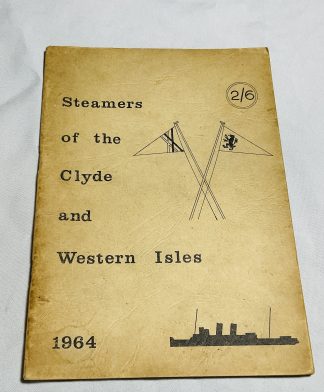 2/6
Steamers
of the
Clyde
and
Western Isles
1964